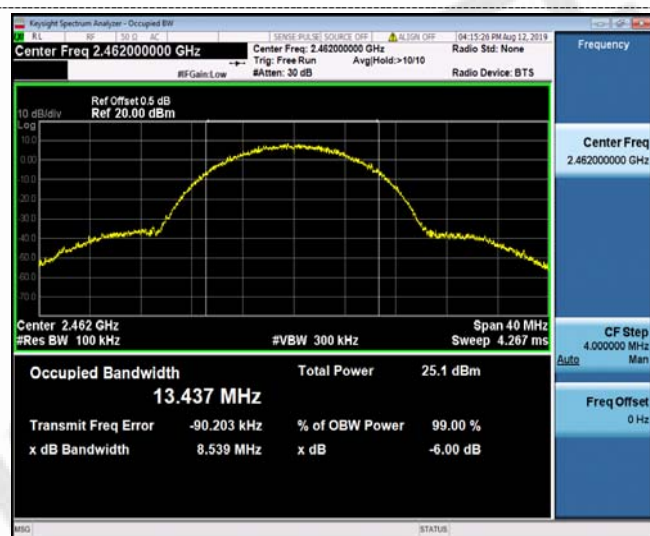 Keysight Spectrum Analyzer - Occupied BW
RL RF 50 Ω AC SENSE:PULSE SOURCE OFF ALIGN OFF 04:15:26 PM Aug 12, 2019
Center Freq 2.462000000 GHz
Center Freq: 2.462000000 GHz
Radio Std: None
Trig: Free Run Avg|Hold:>10/10
#IFGain:Low
#Atten: 30 dB
Radio Device: BTS
Ref Offset 0.5 dB
10 dB/div Ref 20.00 dBm
Log
10.0
0.00
-10.0
-20.0
-30.0
-40.0
-50.0
-60.0
-70.0
Center 2.462 GHz
Span 40 MHz
#Res BW 100 kHz
#VBW 300 kHz
Sweep 4.267 ms
Occupied Bandwidth
Total Power 25.1 dBm
13.437 MHz
Transmit Freq Error -90.203 kHz
% of OBW Power 99.00 %
x dB Bandwidth 8.539 MHz
x dB -6.00 dB
MSG
STATUS
Frequency
Center Freq
2.462000000 GHz
CF Step
4.000000 MHz
Auto Man
Freq Offset
0 Hz